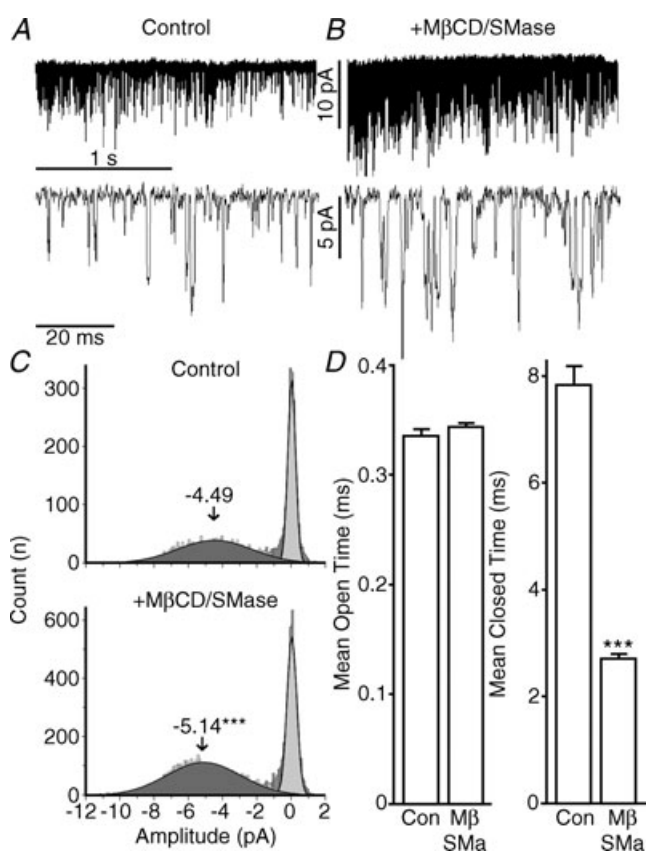 A Control
B +MβCD/SMase
10 pA
1 s
5 pA
20 ms
C
Control
-4.49
Count (n)
300
200
100
0
+MβCD/SMase
-5.14***
600
400
200
0
-12 -10 -8 -6 -4 -2 0 2
Amplitude (pA)
D
Mean Open Time (ms)
0.4
0.3
0.2
0.1
0
Con Mβ
SMa
Mean Closed Time (ms)
8
6
4
2
0
***
Con Mβ
SMa